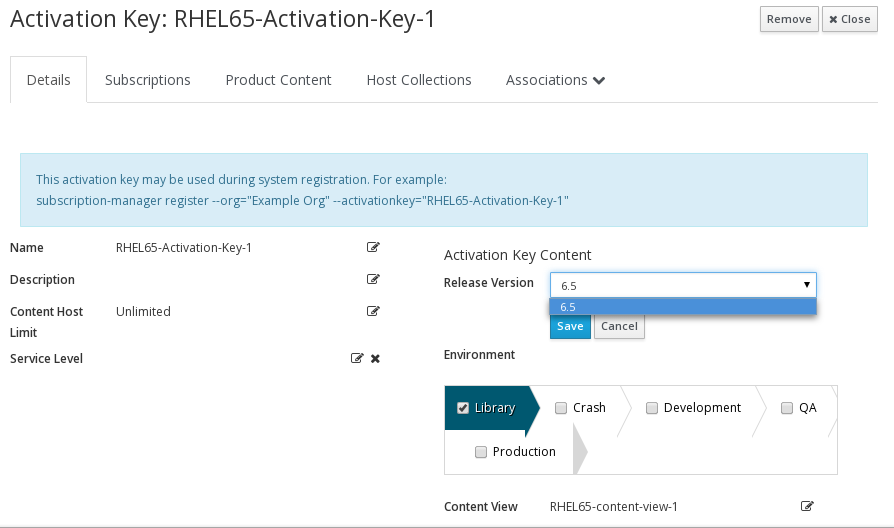 Activation Key: RHEL65-Activation-Key-1
Remove
Close
Details Subscriptions Product Content Host Collections Associations
This activation key may be used during system registration. For example:
subscription-manager register --org="Example Org" --activationkey="RHEL65-Activation-Key-1"
Name RHEL65-Activation-Key-1
Description
Content Host Limit Unlimited
Service Level
Activation Key Content
Release Version 6.5
6.5
Save Cancel
Environment
Library Crash Development QA
Production
Content View RHEL65-content-view-1